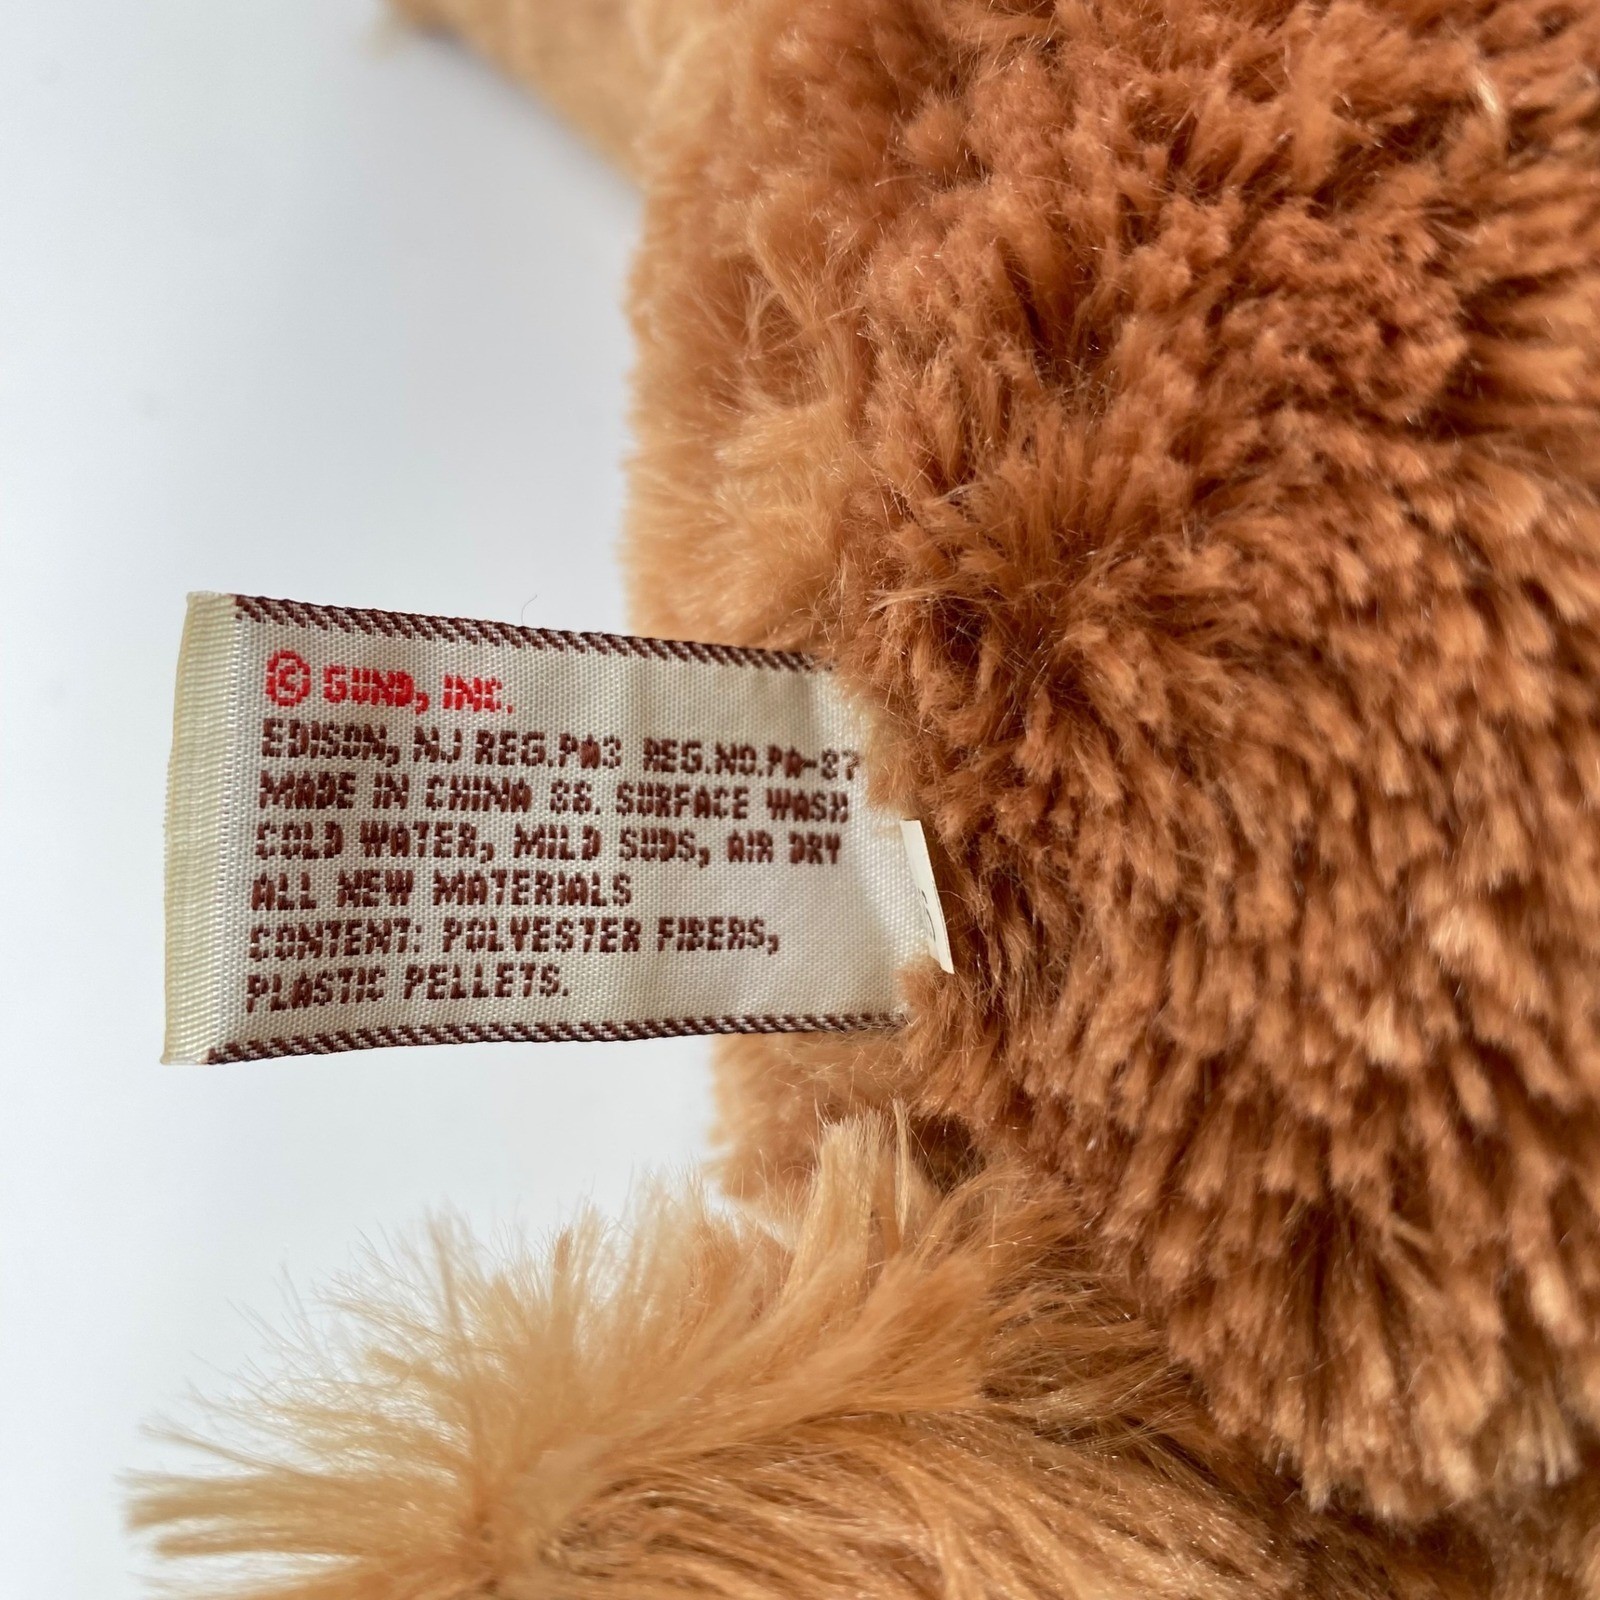 © GUND, INC.
EDISON, NJ REG.PA3 REG.NO.PA-87
MADE IN CHINA 86. SURFACE WASH
COLD WATER, MILD SUDS, AIR DRY
ALL NEW MATERIALS
CONTENT: POLYESTER FIBERS,
PLASTIC PELLETS.